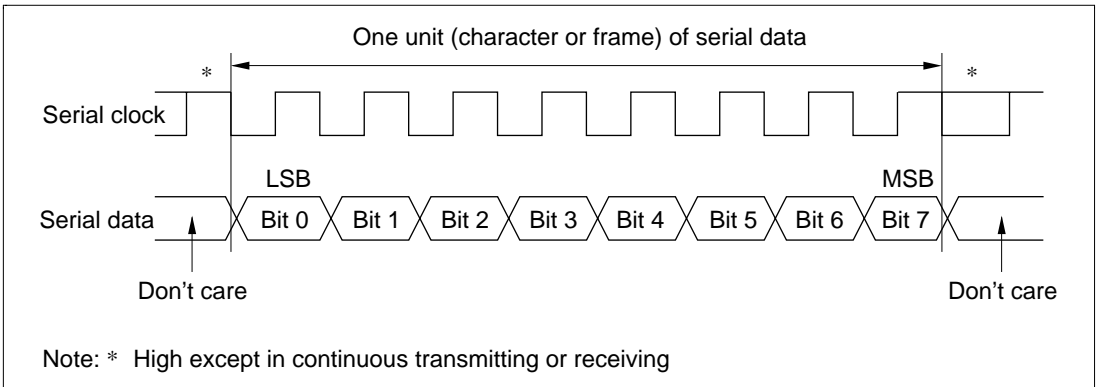 One unit (character or frame) of serial data
* *
Serial clock
LSB MSB
Serial data Bit 0 Bit 1 Bit 2 Bit 3 Bit 4 Bit 5 Bit 6 Bit 7
Don't care Don't care
Note: * High except in continuous transmitting or receiving